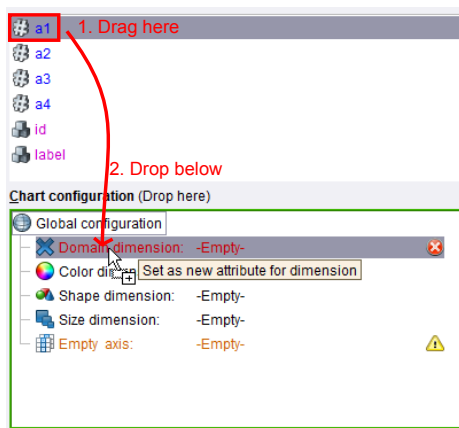 a1 1. Drag here
a2
a3
a4
id
label
2. Drop below
Chart configuration (Drop here)
Global configuration
Domain dimension: -Empty-
Color di Set as new attribute for dimension
Shape dimension: -Empty-
Size dimension: -Empty-
Empty axis: -Empty-